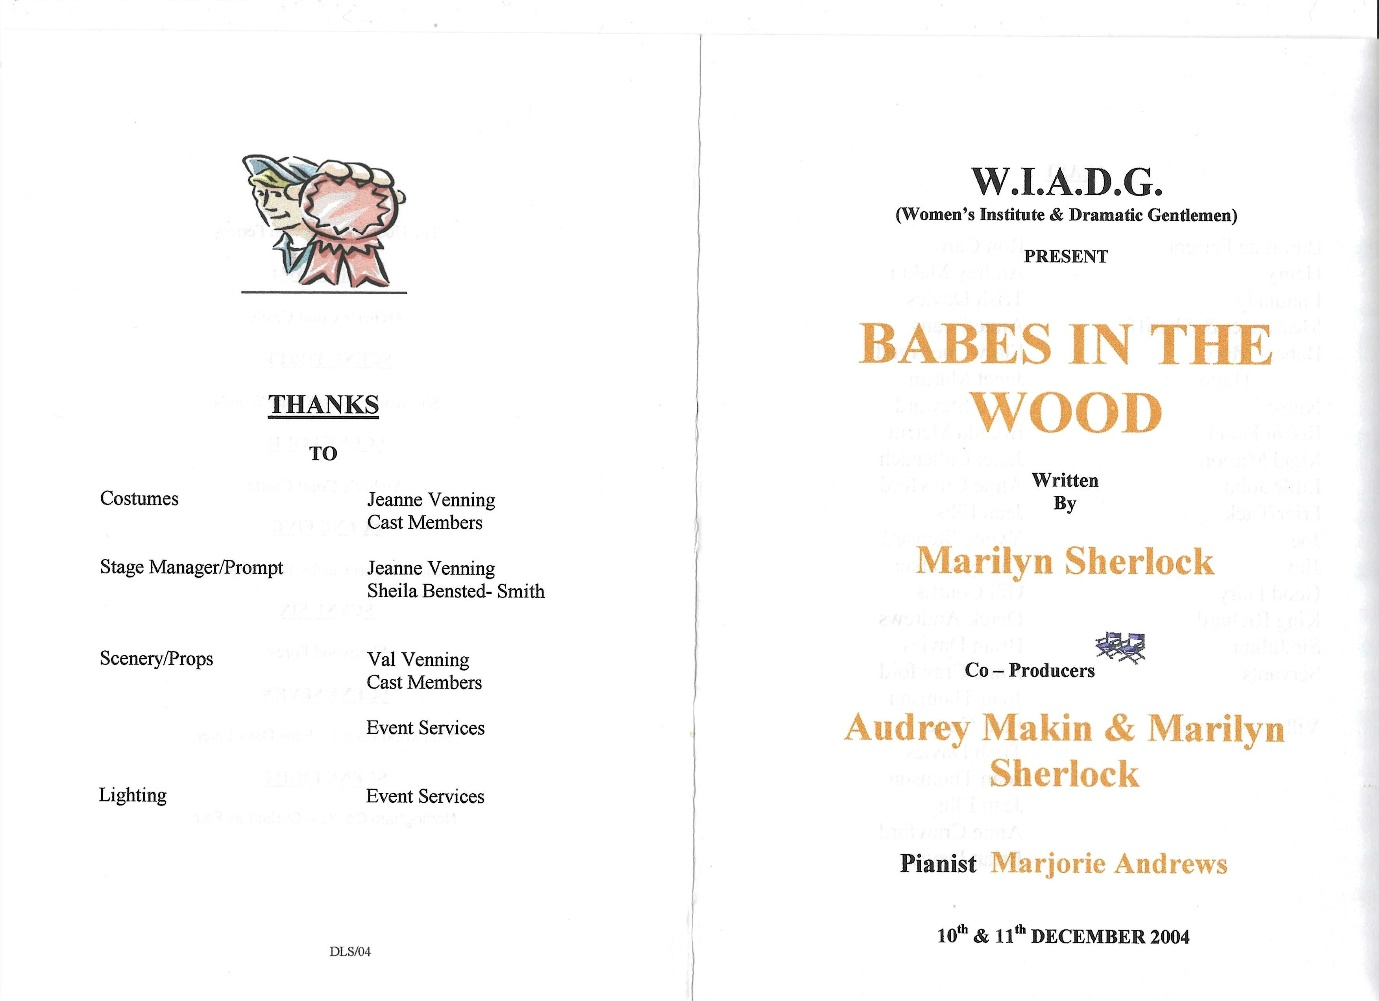 THANKS
TO
Costumes Jeanne Venning
Cast Members
Stage Manager/Prompt Jeanne Venning
Sheila Bensted- Smith
Scenery/Props Val Venning
Cast Members
Event Services
Lighting Event Services
DLS/04
W.I.A.D.G.
(Women's Institute & Dramatic Gentlemen)
PRESENT
BABES IN THE
WOOD
Written
By
Marilyn Sherlock
Co – Producers
Audrey Makin & Marilyn
Sherlock
Pianist Marjorie Andrews
10th & 11th DECEMBER 2004